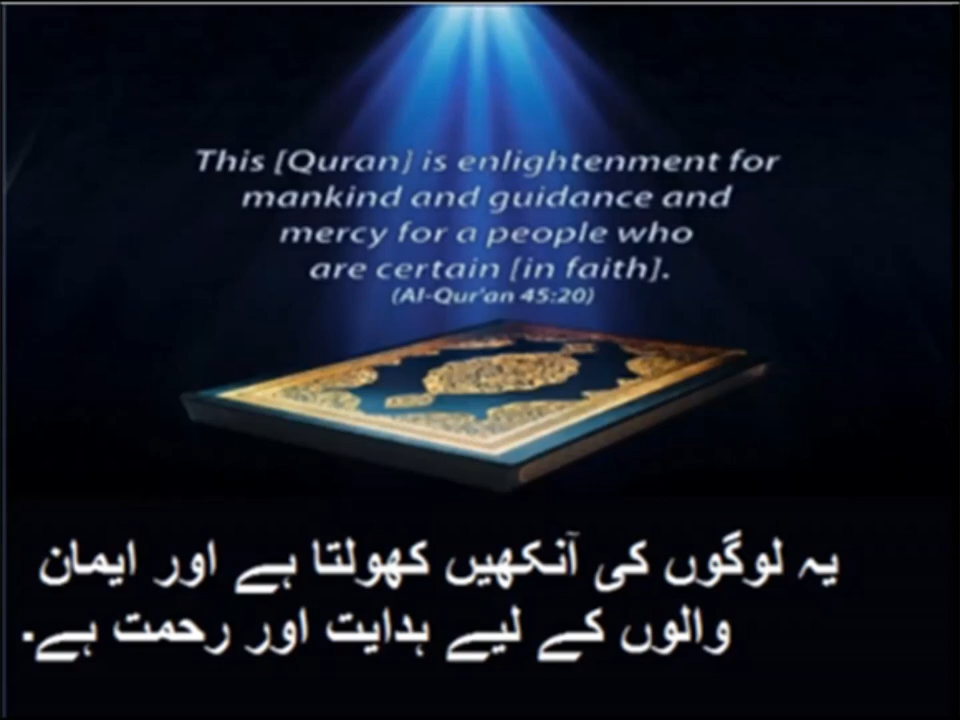 This [Quran] is enlightenment for
mankind and guidance and
mercy for a people who
are certain [in faith].
(Al-Qur'an 45:20)
یہ لوگوں کی آنکھیں کھولتا ہے اور ایمان
والوں کے لیے ہدایت اور رحمت ہے۔